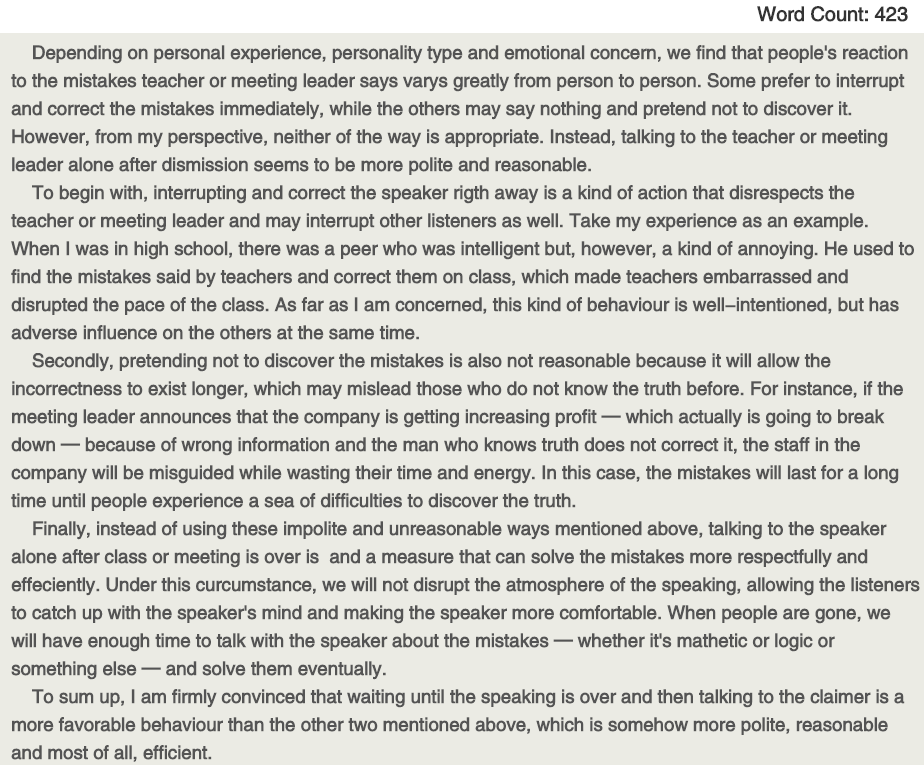 Word Count: 423
Depending on personal experience, personality type and emotional concern, we find that people's reaction
to the mistakes teacher or meeting leader says varys greatly from person to person. Some prefer to interrupt
and correct the mistakes immediately, while the others may say nothing and pretend not to discover it.
However, from my perspective, neither of the way is appropriate. Instead, talking to the teacher or meeting
leader alone after dismission seems to be more polite and reasonable.
To begin with, interrupting and correct the speaker rigth away is a kind of action that disrespects the
teacher or meeting leader and may interrupt other listeners as well. Take my experience as an example.
When I was in high school, there was a peer who was intelligent but, however, a kind of annoying. He used to
find the mistakes said by teachers and correct them on class, which made teachers embarrassed and
disrupted the pace of the class. As far as I am concerned, this kind of behaviour is well–intentioned, but has
adverse influence on the others at the same time.
Secondly, pretending not to discover the mistakes is also not reasonable because it will allow the
incorrectness to exist longer, which may mislead those who do not know the truth before. For instance, if the
meeting leader announces that the company is getting increasing profit — which actually is going to break
down — because of wrong information and the man who knows truth does not correct it, the staff in the
company will be misguided while wasting their time and energy. In this case, the mistakes will last for a long
time until people experience a sea of difficulties to discover the truth.
Finally, instead of using these impolite and unreasonable ways mentioned above, talking to the speaker
alone after class or meeting is over is  and a measure that can solve the mistakes more respectfully and
effeciently. Under this curcumstance, we will not disrupt the atmosphere of the speaking, allowing the listeners
to catch up with the speaker's mind and making the speaker more comfortable. When people are gone, we
will have enough time to talk with the speaker about the mistakes — whether it's mathetic or logic or
something else — and solve them eventually.
To sum up, I am firmly convinced that waiting until the speaking is over and then talking to the claimer is a
more favorable behaviour than the other two mentioned above, which is somehow more polite, reasonable
and most of all, efficient.